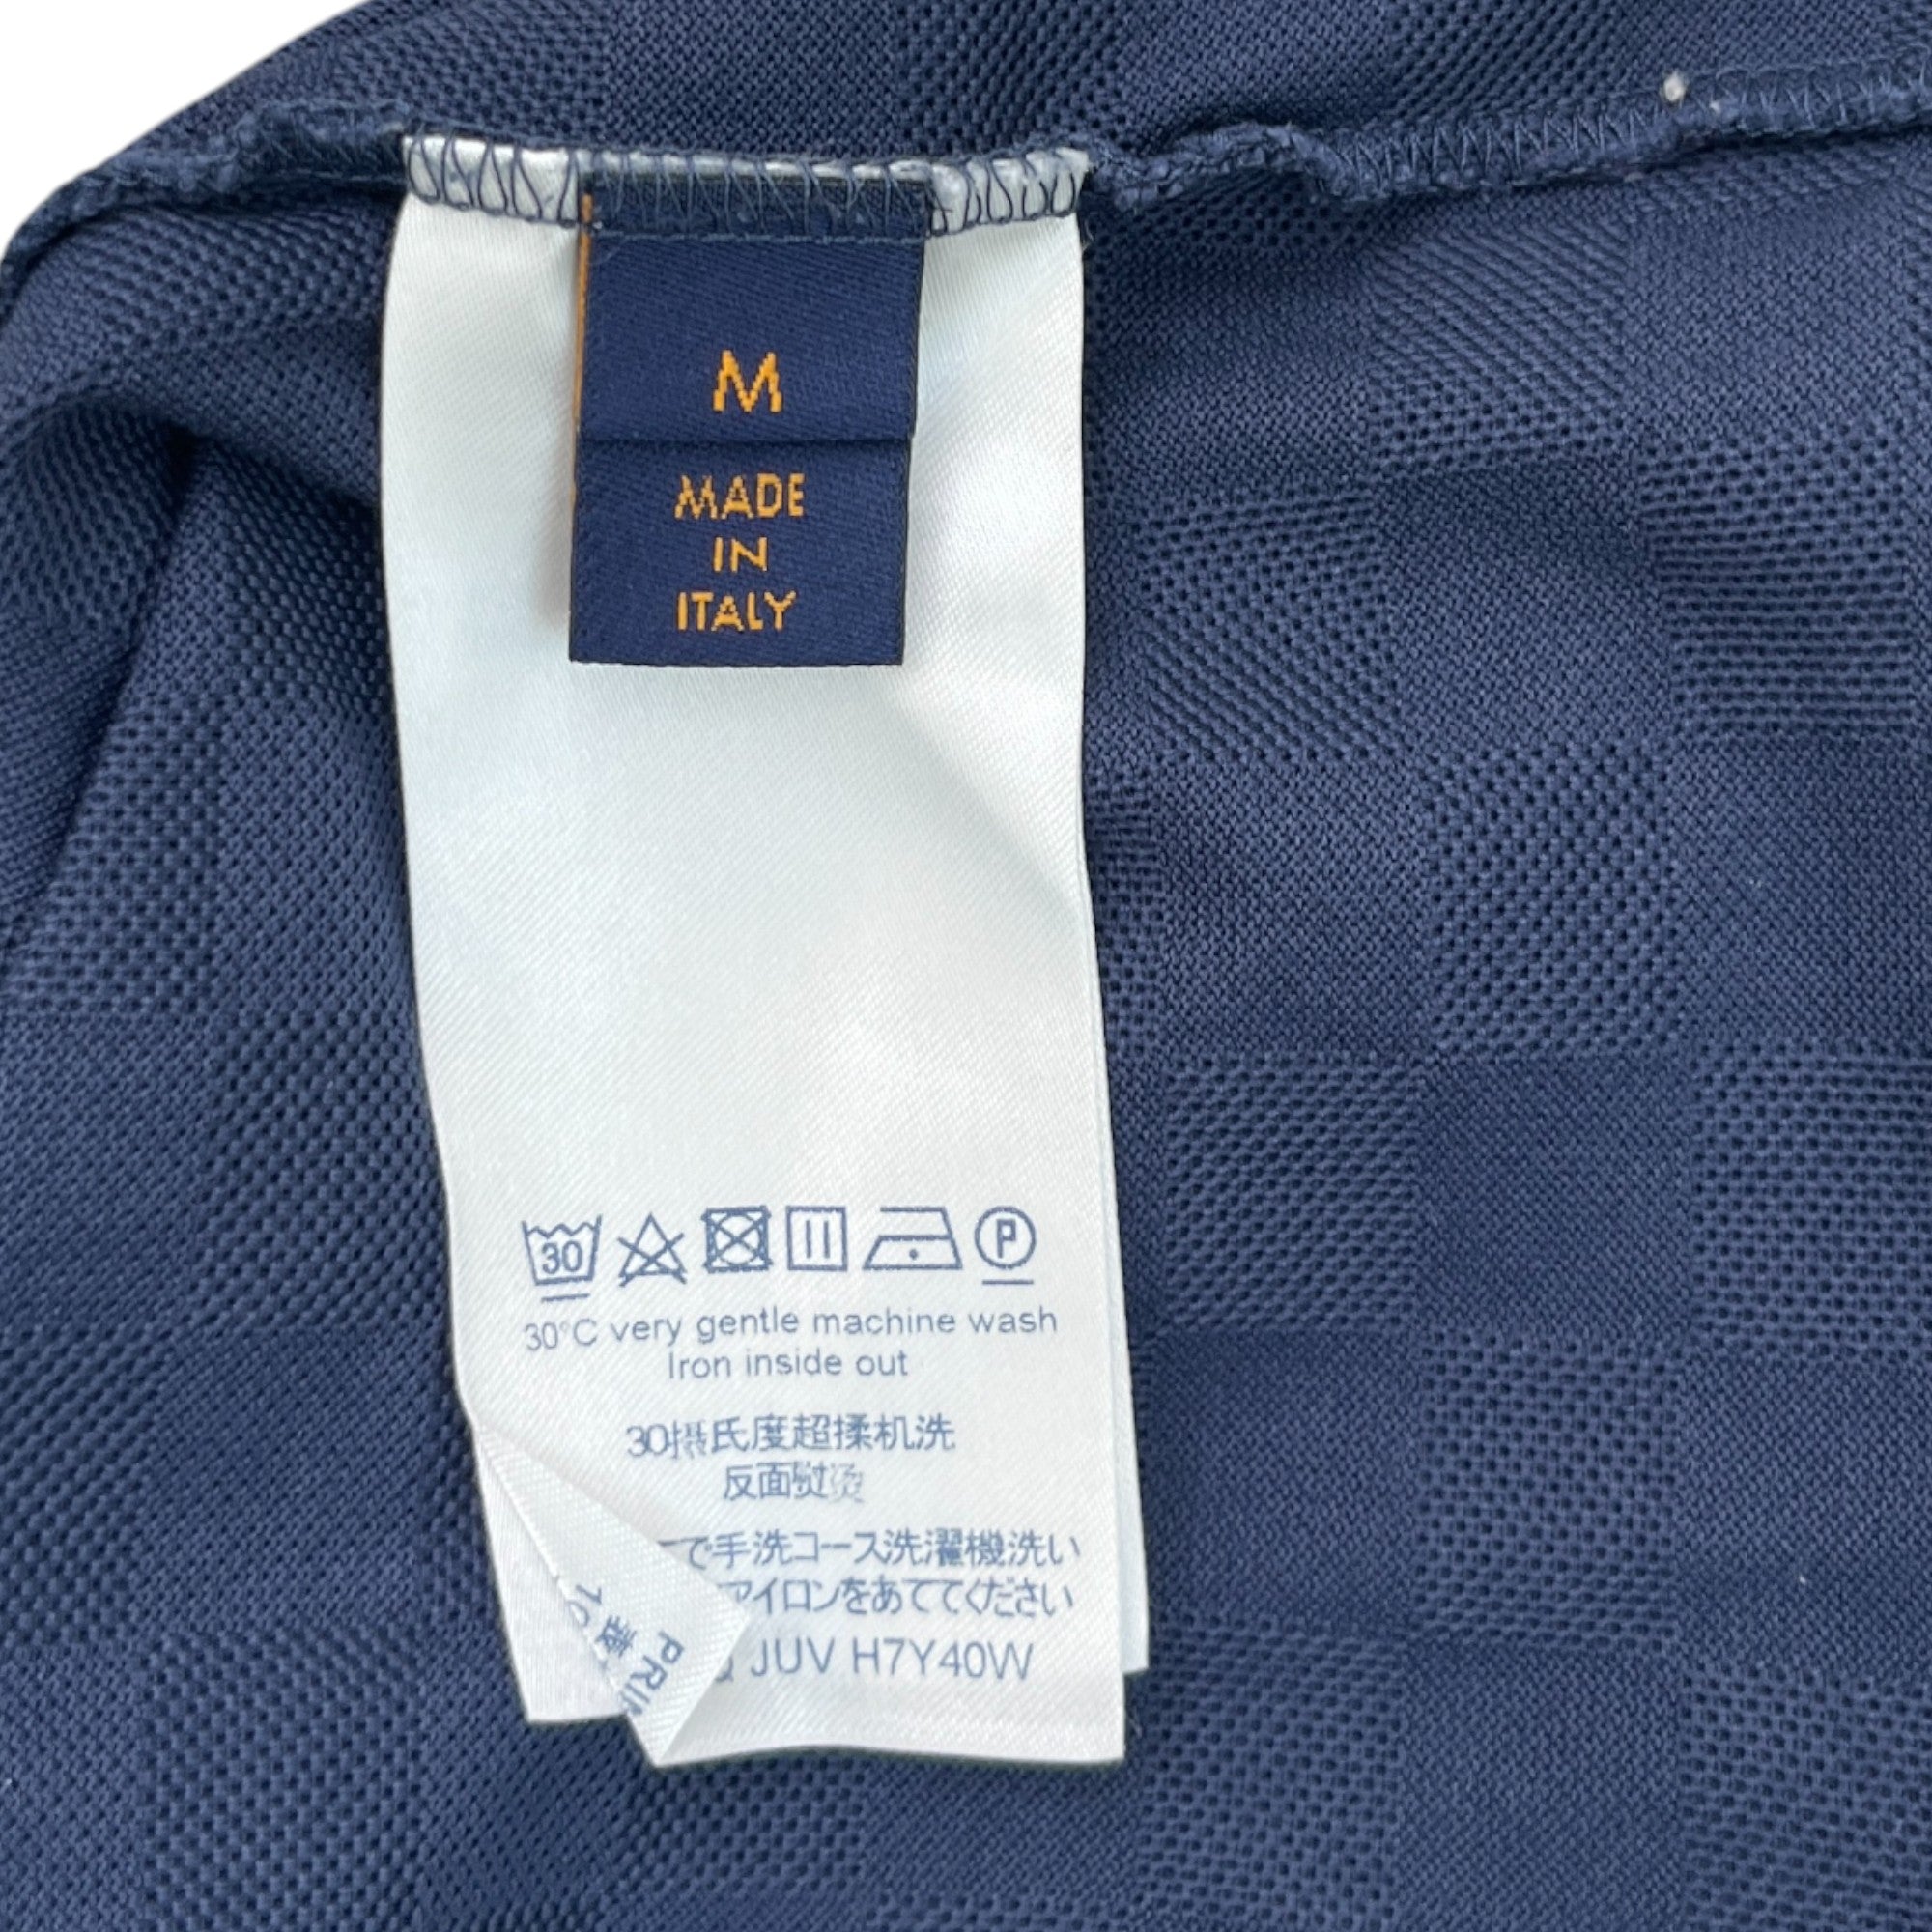 M
MADE
IN
ITALY
30
P
30°C very gentle machine wash
Iron inside out
30摄氏度超揉机洗
反面熨烫
で手洗コース洗濯機洗い
アイロンをあててください
JUV H7Y40W